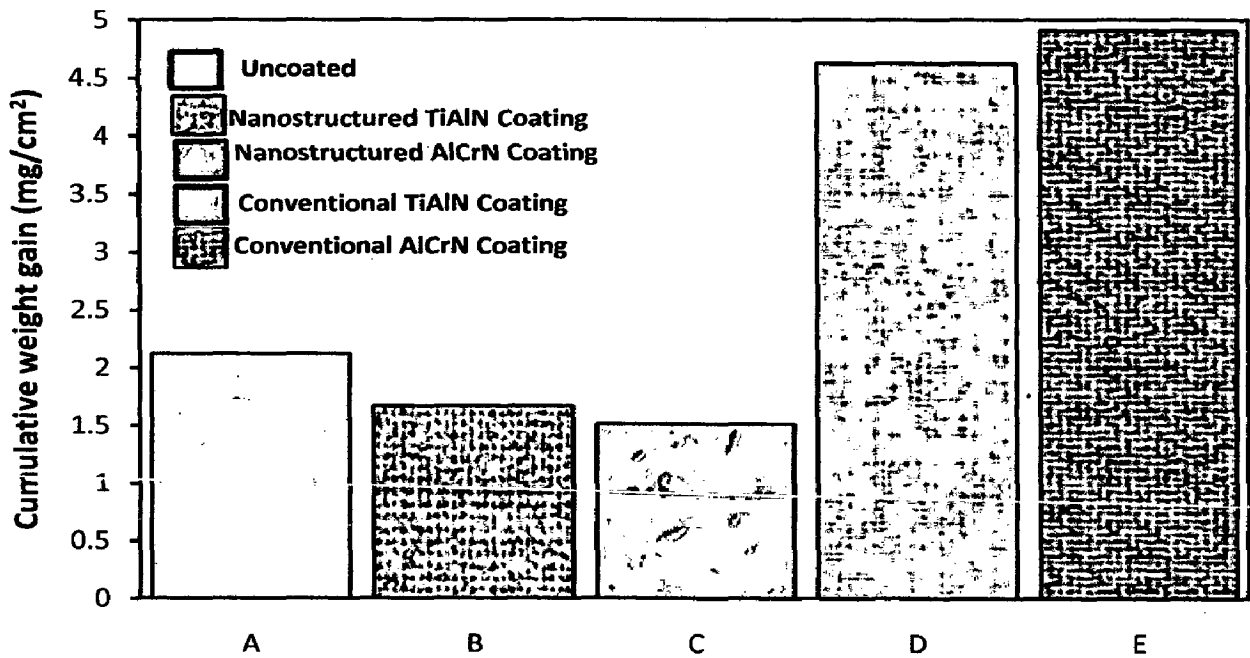 Cumulative weight gain (mg/cm²)
5
4.5
4
3.5
3
2.5
2
1.5
1
0.5
0
Uncoated
Nanostructured TiAlN Coating
Nanostructured AlCrN Coating
Conventional TiAlN Coating
Conventional AlCrN Coating
A B C D E